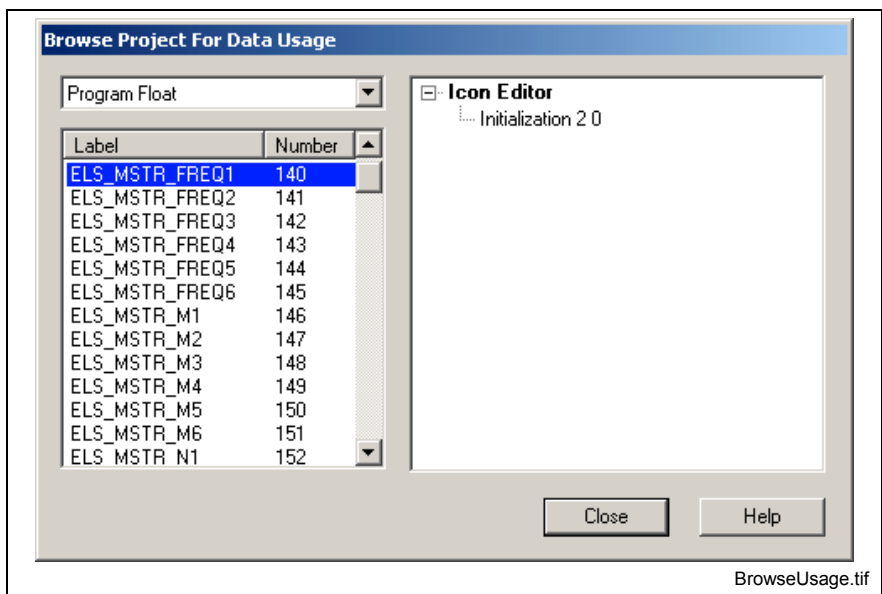 Browse Project For Data Usage
Program Float
Label Number
ELS_MSTR_FREQ1 140
ELS_MSTR_FREQ2 141
ELS_MSTR_FREQ3 142
ELS_MSTR_FREQ4 143
ELS_MSTR_FREQ5 144
ELS_MSTR_FREQ6 145
ELS_MSTR_M1 146
ELS_MSTR_M2 147
ELS_MSTR_M3 148
ELS_MSTR_M4 149
ELS_MSTR_M5 150
ELS_MSTR_M6 151
ELS_MSTR_N1 152
Icon Editor
Initialization 2 0
Close
Help
BrowseUsage.tif